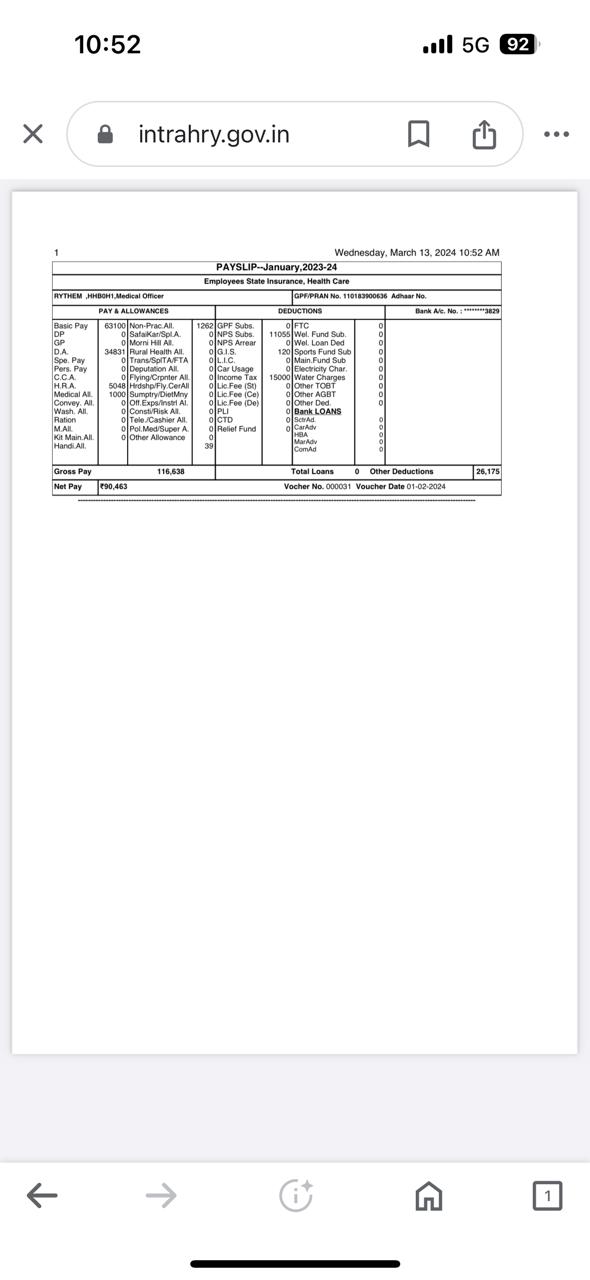 10:52 5G 92
intrahry.gov.in
1 Wednesday, March 13, 2024 10:52 AM
PAYSLIP--January,2023-24
Employees State Insurance, Health Care
RYTHEM ,HHB0H1,Medical Officer GPF/PRAN No. 110183900636 Adhaar No.
PAY & ALLOWANCES DEDUCTIONS Bank A/c. No. : *******3829
Basic Pay 63100 Non-Prac.All. 1262 GPF Subs. 0 FTC 0
DP 0 SafaiKar/Spl.A. 0 NPS Subs. 11055 Wel. Fund Sub. 0
GP 0 Morni Hill All. 0 NPS Arrear 0 Wel. Loan Ded 0
D.A. 34831 Rural Health All. 0 G.I.S. 120 Sports Fund Sub 0
Spe. Pay 0 Trans/SplTA/FTA 0 L.I.C. 0 Main.Fund Sub 0
Pers. Pay 0 Deputation All. 0 Car Usage 0 Electricity Char. 0
C.C.A. 0 Flying/Crpnter All. 0 Income Tax 15000 Water Charges 0
H.R.A. 5048 Hrdshp/Fly.CerAll 0 Lic.Fee (St) 0 Other TOBT 0
Medical All. 1000 Sumptry/DietMny 0 Lic.Fee (Ce) 0 Other AGBT 0
Convey. All. 0 Off.Exps/Instrl Al. 0 Lic.Fee (De) 0 Other Ded. 0
Wash. All. 0 Consti/Risk All. 0 PLI 0 Bank LOANS
Ration 0 Tele./Cashier All. 0 CTD 0 SctrAd. 0
M.All. 0 Pol.Med/Super A. 0 Relief Fund 0 CarAdv 0
Kit Main.All. 0 Other Allowance 0 HBA 0
Handi.All. 39 MarAdv 0
ComAd 0
Gross Pay 116,638 Total Loans 0 Other Deductions 26,175
Net Pay ₹90,463 Vocher No. 000031 Voucher Date 01-02-2024
1